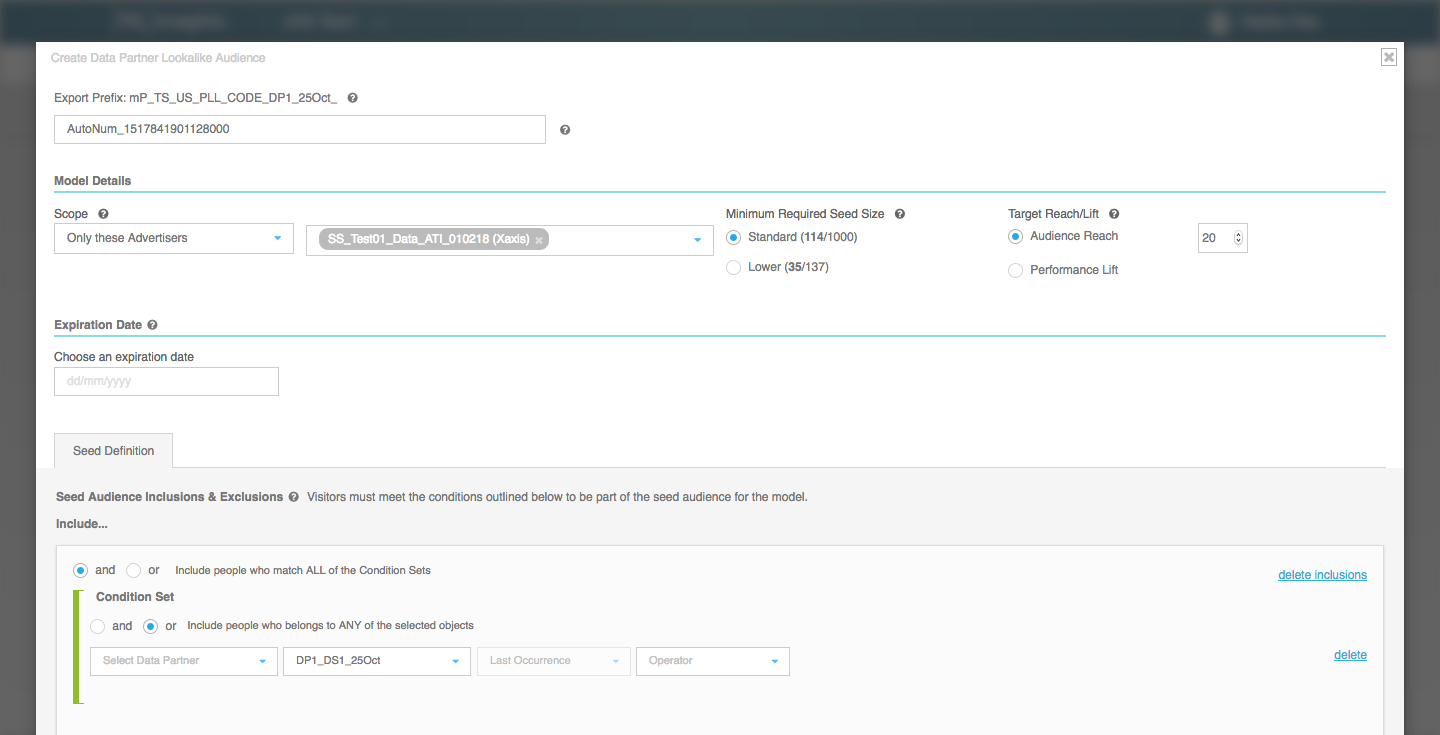 Create Data Partner Lookalike Audience
Export Prefix: mP_TS_US_PLL_CODE_DP1_25Oct_
AutoNum_1517841901128000
Model Details
Scope
Minimum Required Seed Size
Target Reach/Lift
Only these Advertisers
SS_Test01_Data_ATI_010218 (Xaxis)
Standard (114/1000)
Audience Reach
20
Lower (35/137)
Performance Lift
Expiration Date
Choose an expiration date
dd/mm/yyyy
Seed Definition
Seed Audience Inclusions & Exclusions Visitors must meet the conditions outlined below to be part of the seed audience for the model.
Include...
and or Include people who match ALL of the Condition Sets
delete inclusions
Condition Set
and or Include people who belongs to ANY of the selected objects
Select Data Partner
DP1_DS1_25Oct
Last Occurrence
Operator
delete